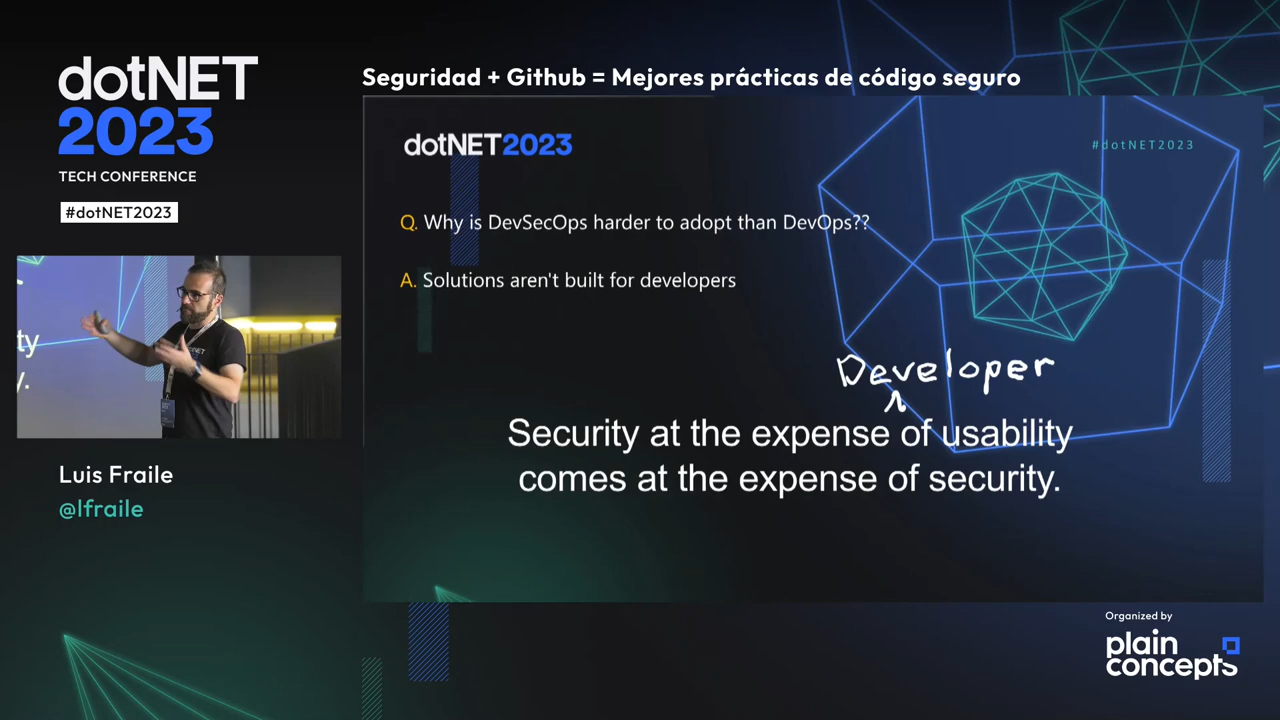 dotNET
2023
TECH CONFERENCE
#dotNET2023
Luis Fraile
@lfraile
Seguridad + Github = Mejores prácticas de código seguro
dotNET2023
#dotNET2023
Q. Why is DevSecOps harder to adopt than DevOps??
A. Solutions aren't built for developers
Developer
Security at the expense of usability
comes at the expense of security.
ty
y.
Organized by
plain
concepts